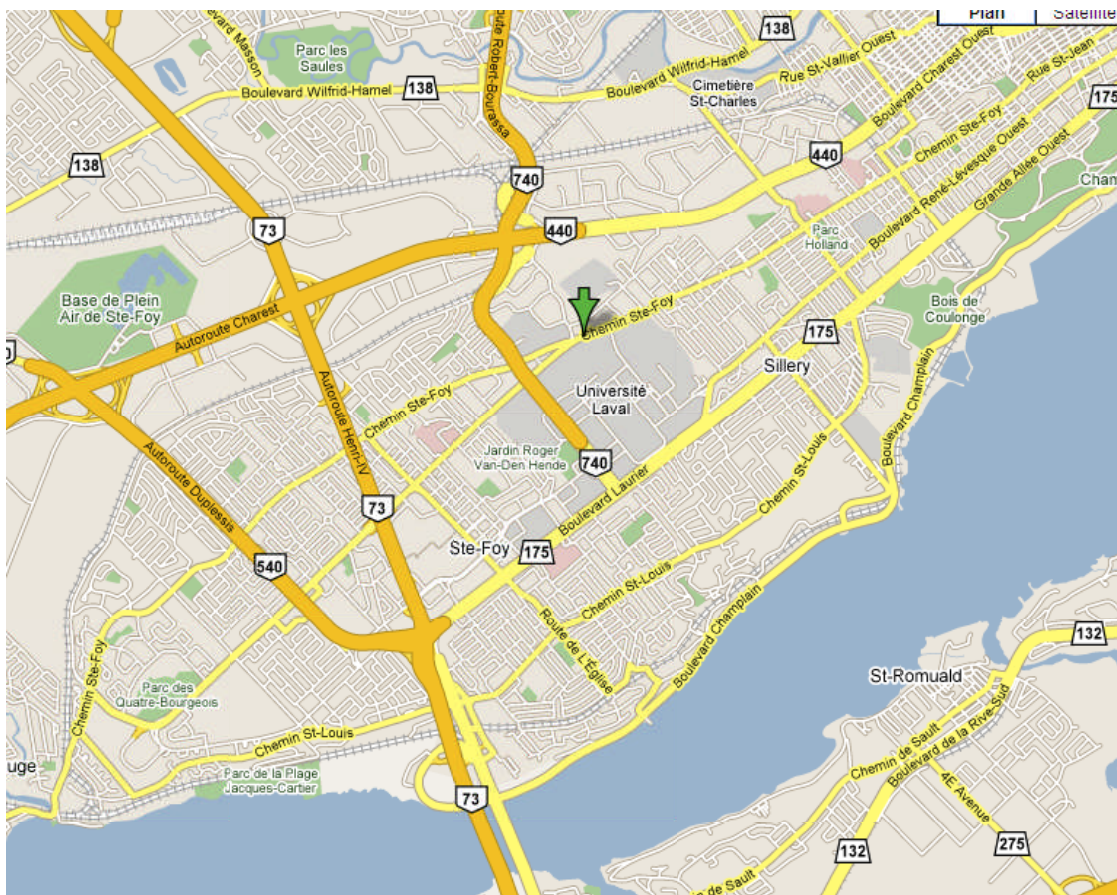 Plan
Satellite
138
Parc les
Saules
Boulevard Wilfrid-Hamel
138
Boulevard Wilfrid-Hamel
Rue St-Vallier Ouest
Cimetière
St-Charles
Boulevard Charest Ouest
Rue St-Jean
175
Chemin Ste-Foy
138
440
Boulevard René-Lévesque Ouest
Grande Allée Ouest
740
73
440
Parc
Holland
Base de Plein
Air de Ste-Foy
Autoroute Charest
Chemin Ste-Foy
Bois de
Coulonge
175
Sillery
Autoroute Henri-IV
Chemin Ste-Foy
Université
Laval
Boulevard Champlain
Jardin Roger
Van-Den Hende
740
Autoroute Duplessis
Chemin St-Louis
73
Boulevard Laurier
Ste-Foy
175
540
Chemin St-Louis
Route de L'Église
Boulevard Champlain
132
St-Romuald
Chemin Ste-Foy
Parc des
Quatre-Bourgeois
Chemin St-Louis
Chemin de Sault
Boulevard de la Rive-Sud
uge
Parc de la Plage
Jacques-Cartier
73
4E Avenue
132
275
Chemin de Sault